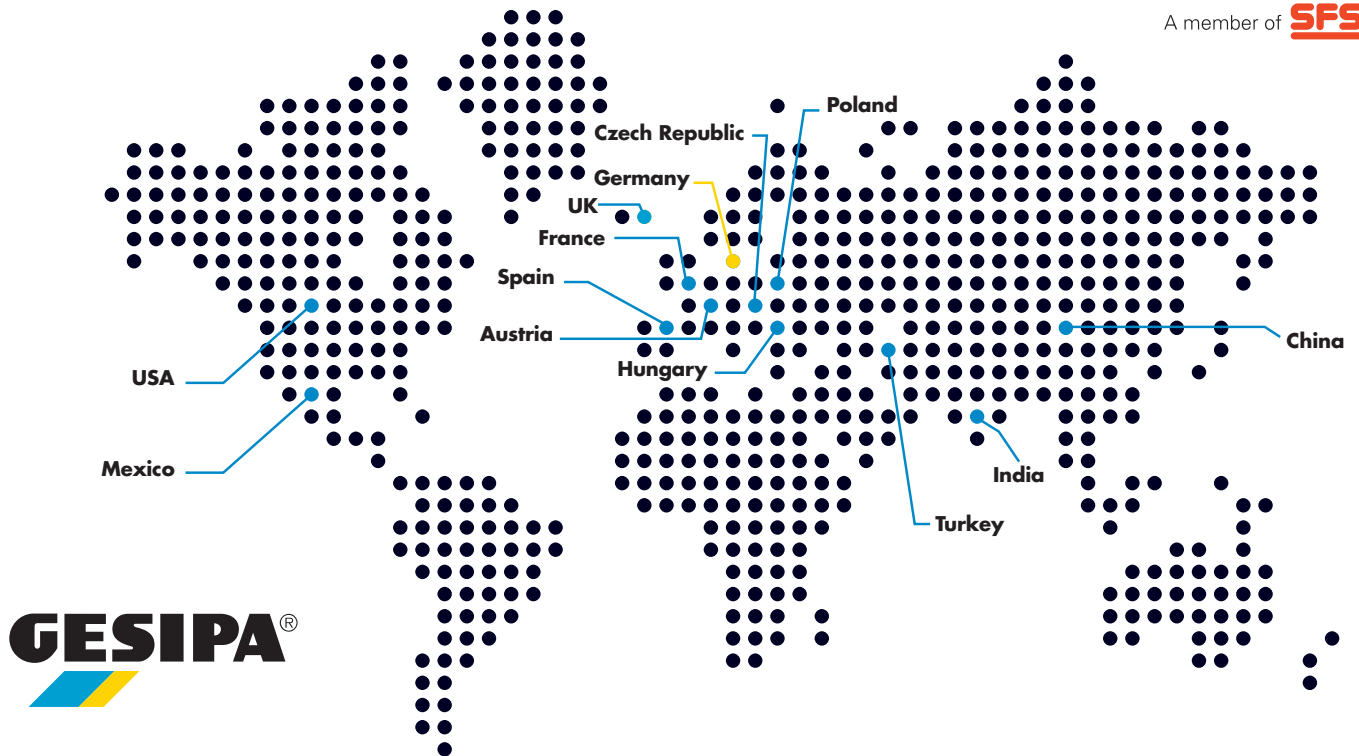 A member of SFS
Poland
Czech Republic
Germany
UK
France
Spain
Austria
China
Hungary
USA
Mexico
India
Turkey
GESIPA®